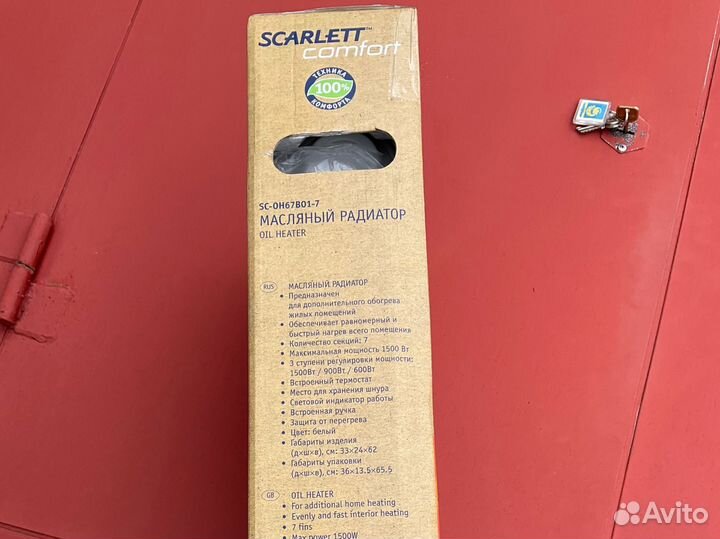 SCARLETT™
comfort
ТЕХНИКА
100%
КОМФОРТА
SC-OH67B01-7
МАСЛЯНЫЙ РАДИАТОР
OIL HEATER
RUS МАСЛЯНЫЙ РАДИАТОР
• Предназначен
для дополнительного обогрева
жилых помещений
• Обеспечивает равномерный и
быстрый нагрев всего помещения
• Количество секций: 7
• Максимальная мощность 1500 Вт
• 3 ступени регулировки мощности:
1500Вт / 900Вт / 600Вт
• Встроенный термостат
• Место для хранения шнура
• Световой индикатор работы
• Встроенная ручка
• Защита от перегрева
• Цвет: белый
• Габариты изделия
(д×ш×в), см: 33×24×62
• Габариты упаковки
(д×ш×в), см: 36×13.5×65.5
GB OIL HEATER
• For additional home heating
• Evenly and fast interior heating
• 7 fins
• Max power 1500W
Avito